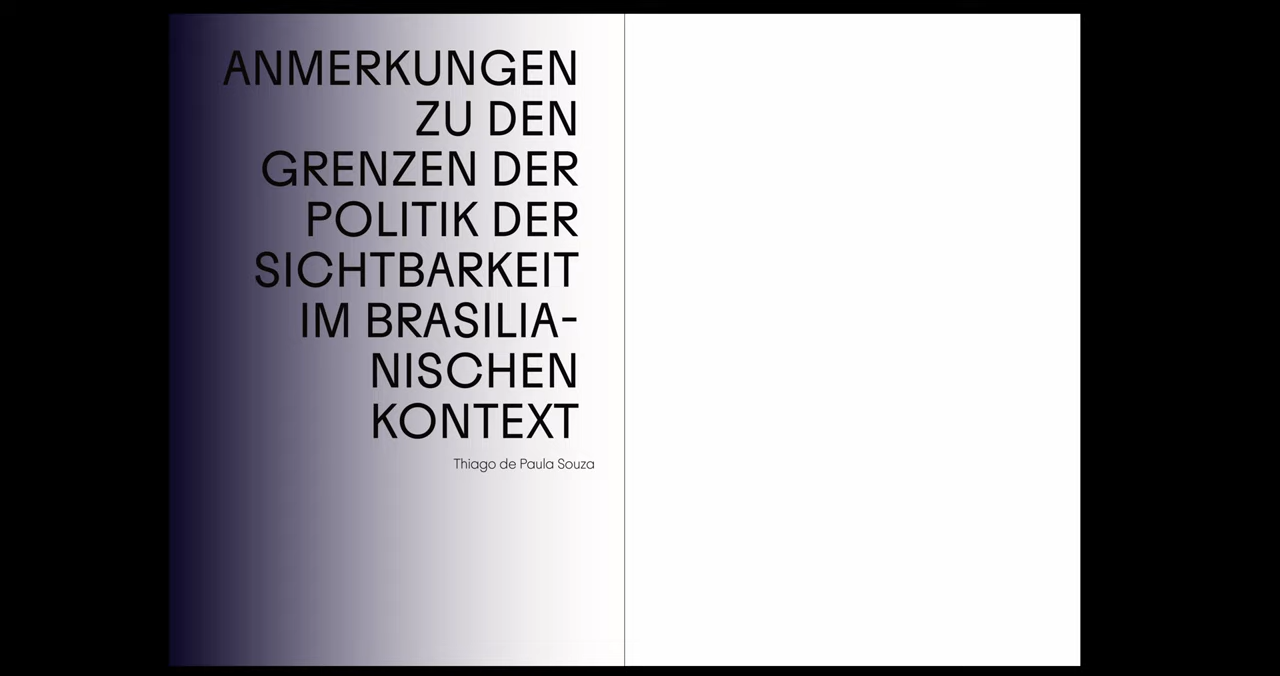 ANMERKUNGEN
ZU DEN
GRENZEN DER
POLITIK DER
SICHTBARKEIT
IM BRASILIA-
NISCHEN
KONTEXT
Thiago de Paula Souza